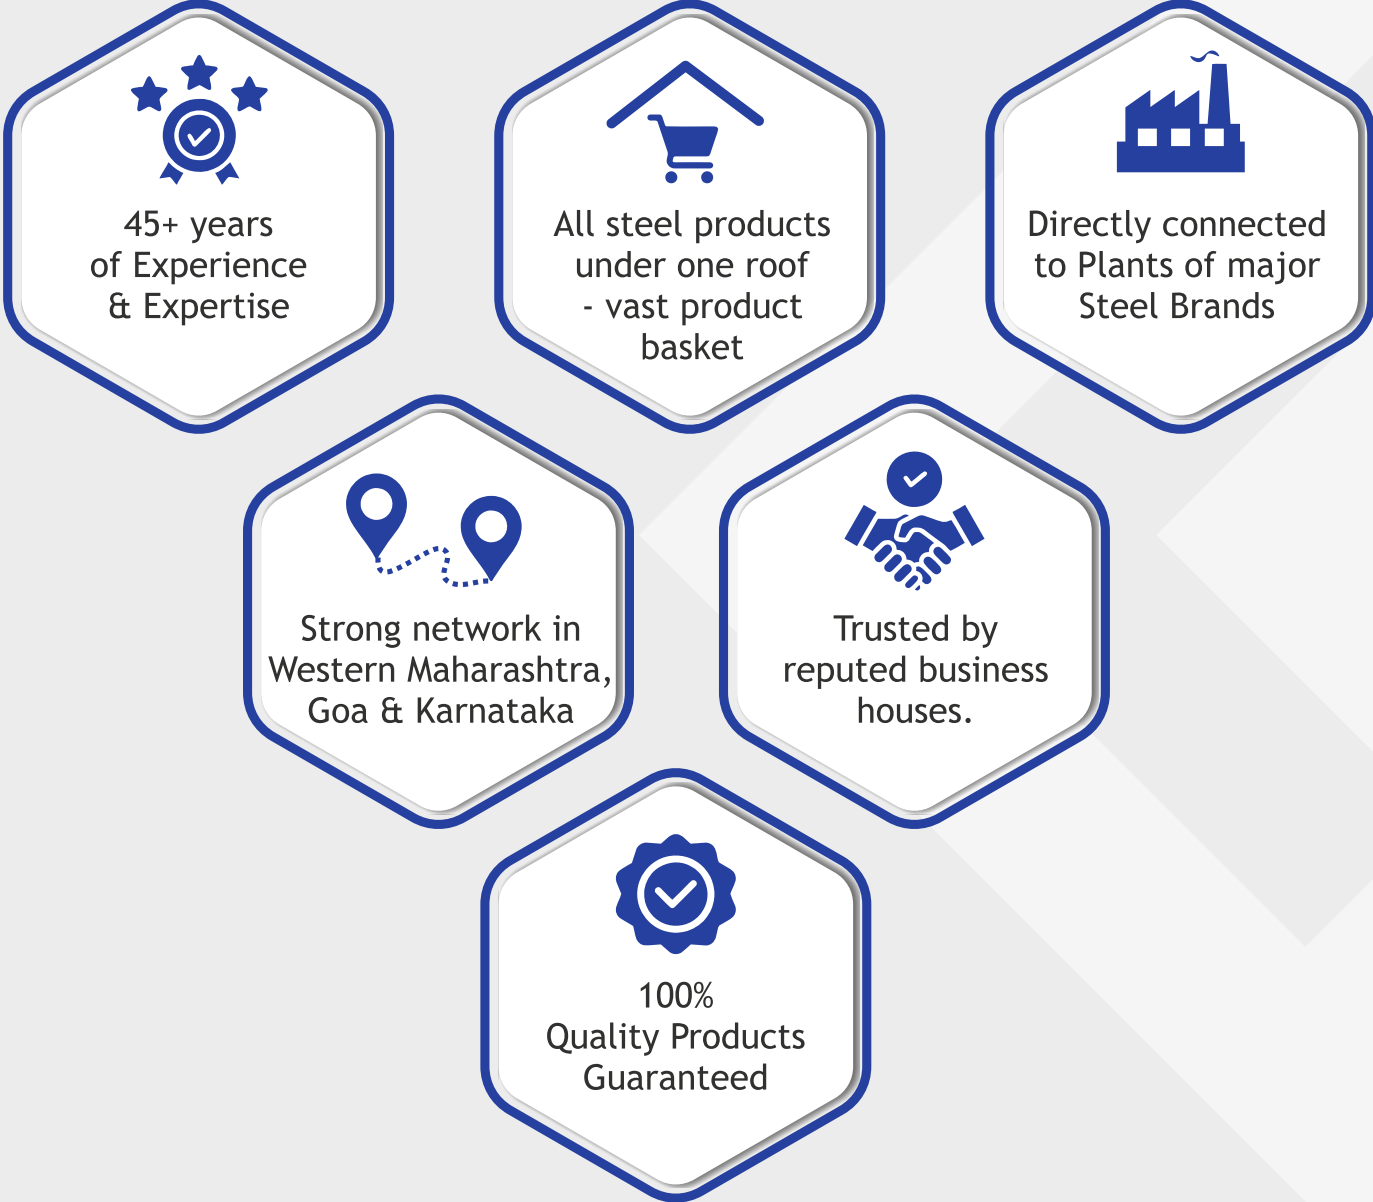 45+ years
of Experience
& Expertise
All steel products
under one roof
- vast product
basket
Directly connected
to Plants of major
Steel Brands
Strong network in
Western Maharashtra,
Goa & Karnataka
Trusted by
reputed business
houses.
100%
Quality Products
Guaranteed